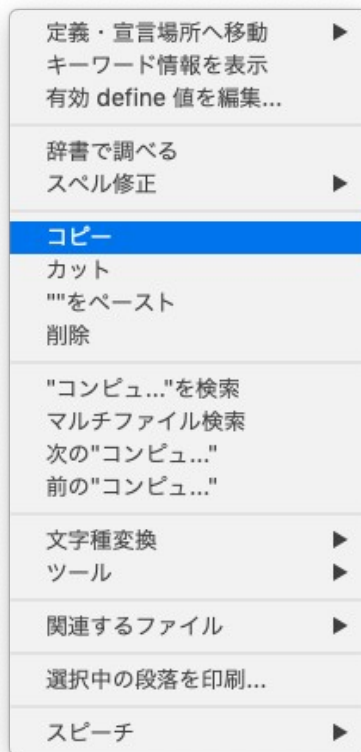 定義・宣言場所へ移動
キーワード情報を表示
有効 define 値を編集...
辞書で調べる
スペル修正
コピー
カット
""をペースト
削除
"コンピュ..."を検索
マルチファイル検索
次の"コンピュ..."
前の"コンピュ..."
文字種変換
ツール
関連するファイル
選択中の段落を印刷...
スピーチ